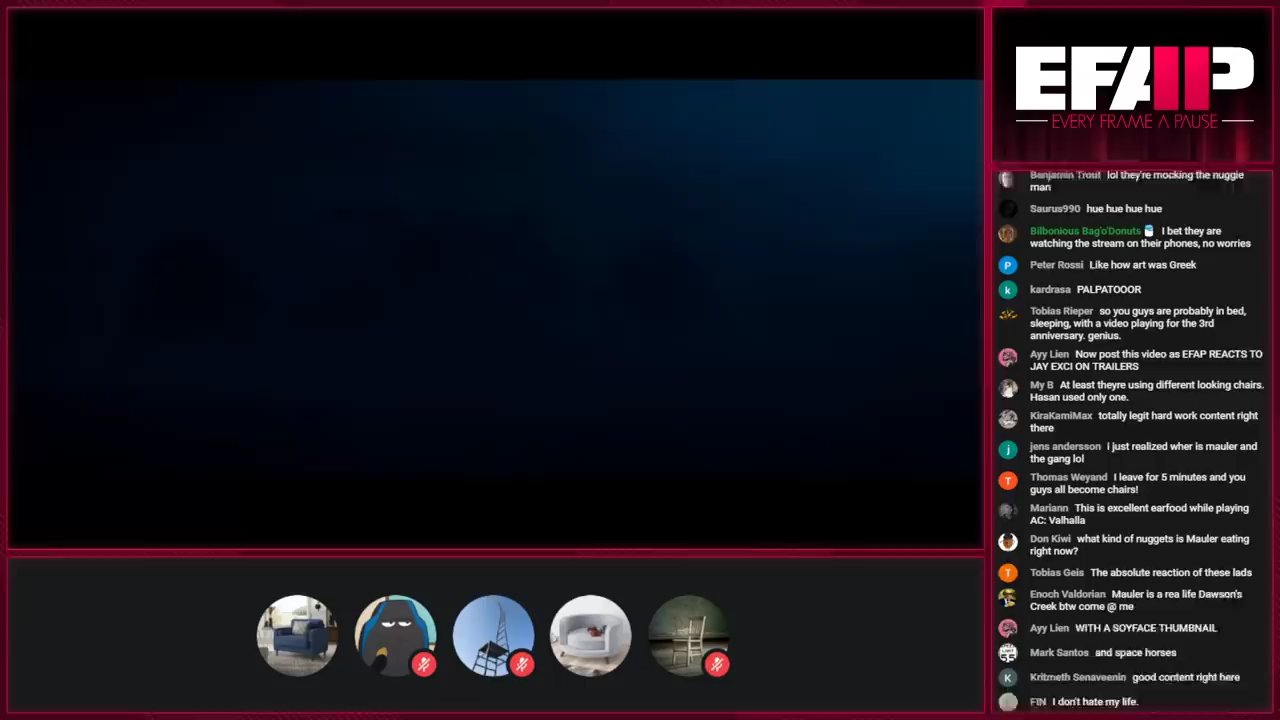 EFAP
EVERY FRAME A PAUSE
Benjamin Trout lol they're mocking the nuggie
man
Saurus990 hue hue hue hue
Bilbonious Bag'o'Donuts I bet they are
watching the stream on their phones, no worries
P
Peter Rossi Like how art was Greek
k
kardrasa PALPATOOOR
Tobias Rieper so you guys are probably in bed,
sleeping, with a video playing for the 3rd
anniversary. genius.
Ayy Lien Now post this video as EFAP REACTS TO
JAY EXCI ON TRAILERS
My B At least theyre using different looking chairs.
Hasan used only one.
KiraKamiMax totally legit hard work content right
there
j
jens andersson i just realized wher is mauler and
the gang lol
T
Thomas Weyand I leave for 5 minutes and you
guys all become chairs!
Mariann This is excellent earfood while playing
AC: Valhalla
Don Kiwi what kind of nuggets is Mauler eating
right now?
T
Tobias Geis The absolute reaction of these lads
Enoch Valdorian Mauler is a rea life Dawson's
Creek btw come @ me
Ayy Lien WITH A SOYFACE THUMBNAIL
Mark Santos and space horses
K
Kritmeth Senaveenin good content right here
FIN I don't hate my life.